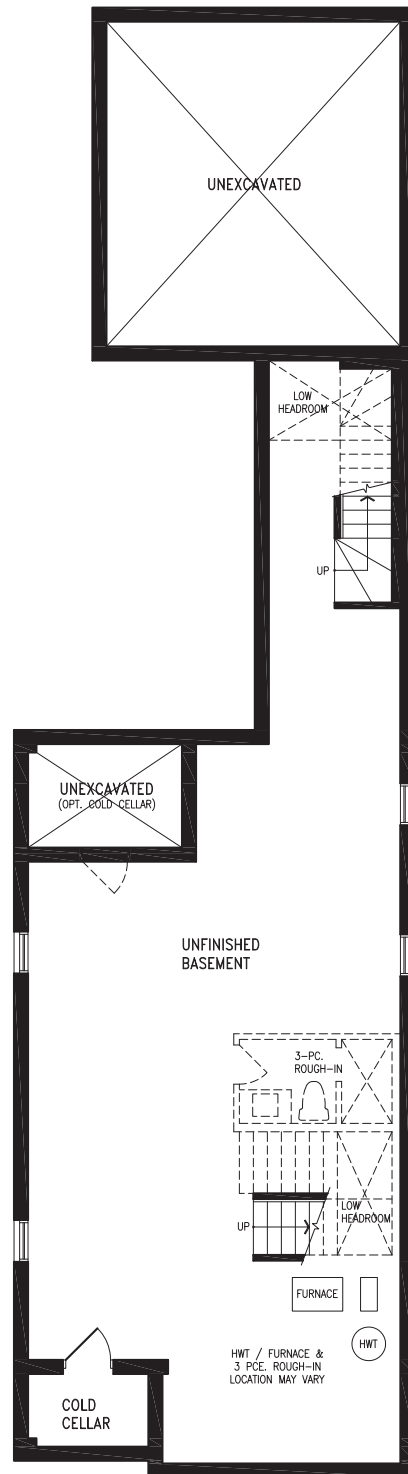 UNEXCAVATED
LOW
HEADROOM
UP
UNEXCAVATED
(OPT. COLD CELLAR)
UNFINISHED
BASEMENT
3-PC.
ROUGH-IN
LOW
HEADROOM
UP
FURNACE
HWT
HWT / FURNACE &
3 PCE. ROUGH-IN
LOCATION MAY VARY
COLD
CELLAR